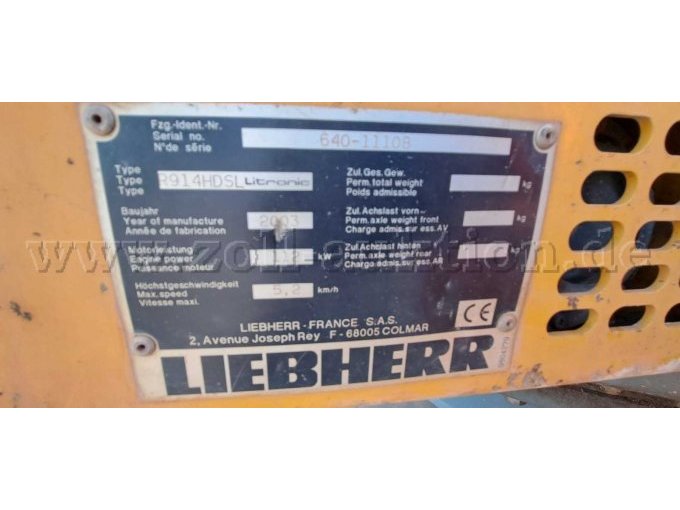 Fzg.-Ident.-Nr.
Serial no.
N° de série
640-11108
Type
Type
Type
R914HDSL Litronic
Baujahr
Year of manufacture
Année de fabrication
2003
Motorleistung
Engine power
Puissance moteur
kW
Höchstgeschwindigkeit
Max. speed
Vitesse maxi.
5,2 km/h
Zul. Ges. Gew.
Perm. total weight
Poids admissible
kg
Zul. Achslast vorn
Perm. axle weight front
Charge admis. sur ess. AV
kg
Zul. Achslast hinten
Perm. axle weight rear
Charge admis. sur ess. AR
kg
LIEBHERR - FRANCE S.A.S.
2, Avenue Joseph Rey F - 68005 COLMAR
CE
LIEBHERR
www.zoll-auktion.de